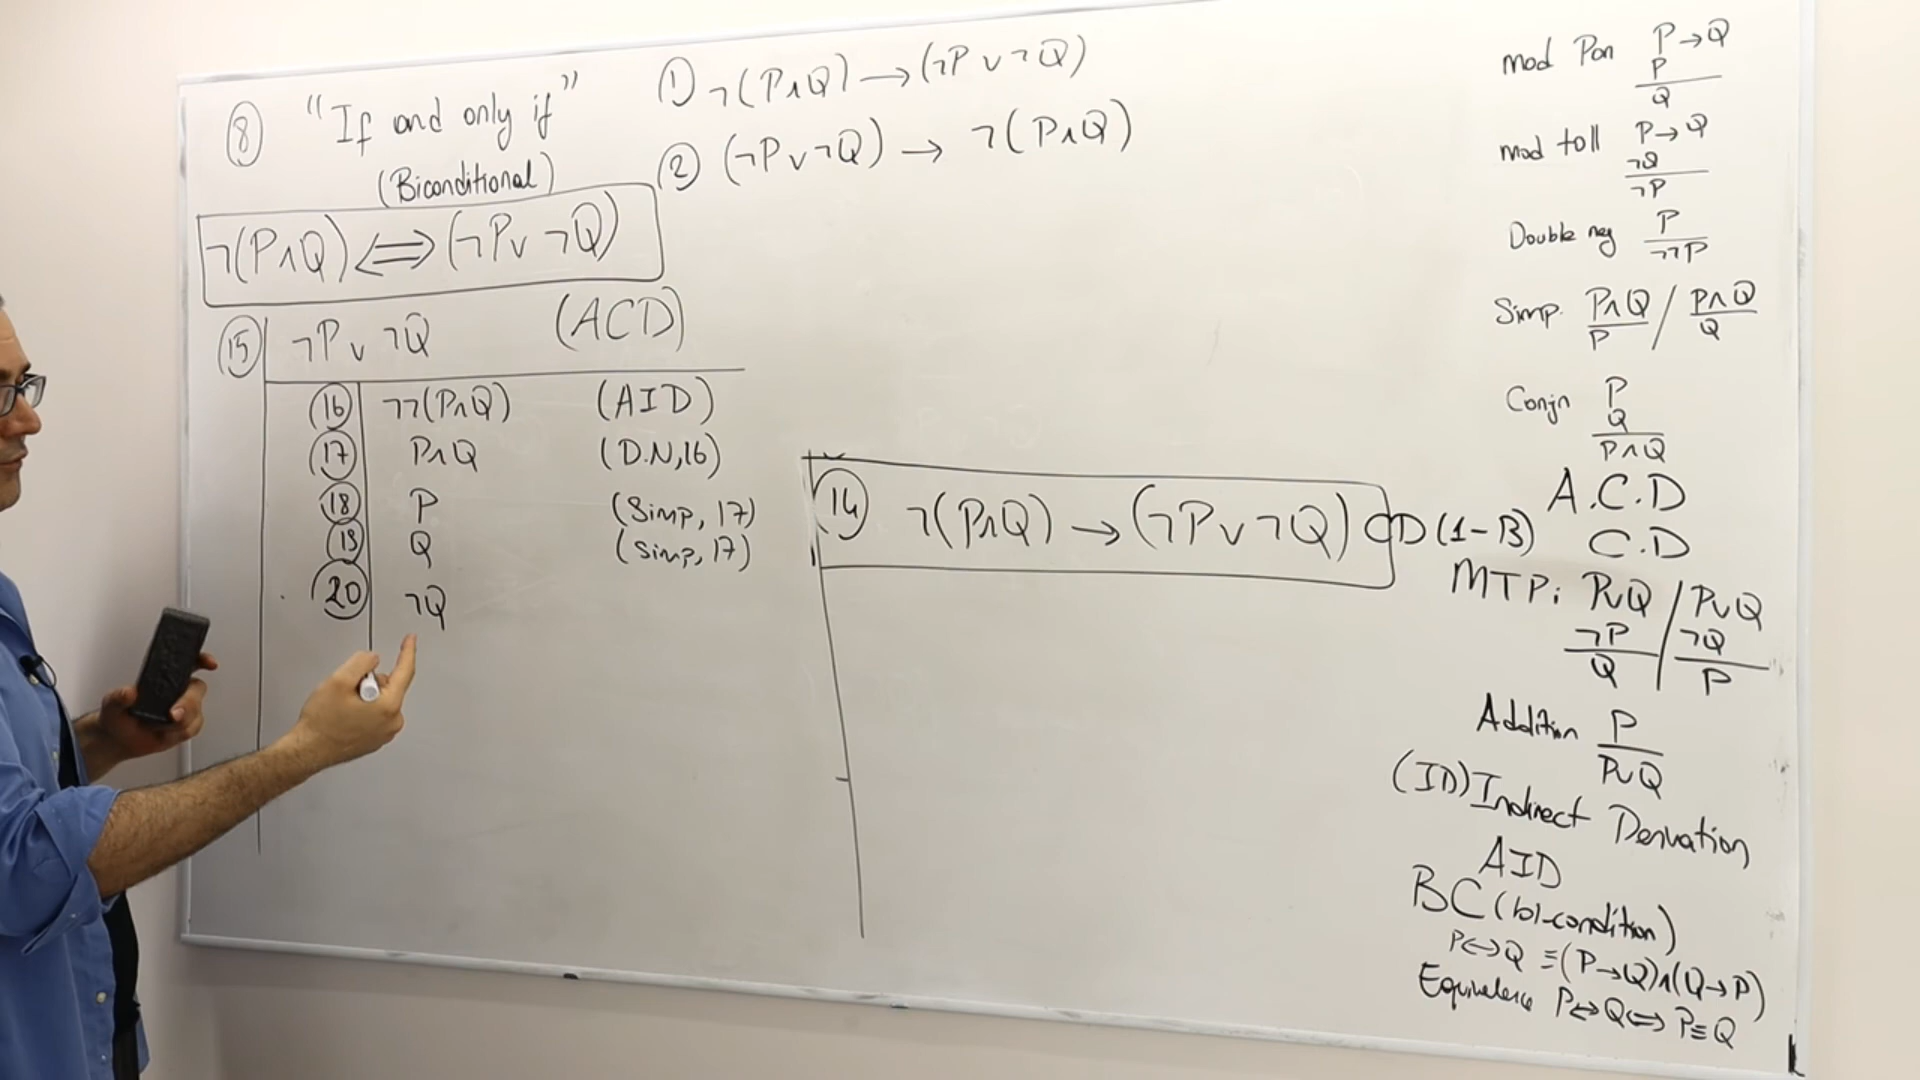 ⑧ "If and only if"
(Biconditional)
① ¬(P∧Q) → (¬P ∨ ¬Q)
② (¬P ∨ ¬Q) → ¬(P∧Q)
¬(P∧Q) ⟺ (¬P ∨ ¬Q)
⑮ ¬P ∨ ¬Q (ACD)
⑯ ¬¬(P∧Q) (AID)
⑰ P∧Q (D.N,16)
⑱ P (Simp, 17)
⑲ Q (Simp, 17)
⑳ ¬Q
⑭ ¬(P∧Q) → (¬P ∨ ¬Q) CD (1-13)
mod Pon P→Q
P
Q
mod toll P→Q
¬Q
¬P
Double neg P
¬¬P
Simp. P∧Q / P∧Q
P Q
Conjn P
Q
P∧Q
A.C.D
C.D
MTP: P∨Q / P∨Q
¬P ¬Q
Q P
Addition P
P∨Q
(ID) Indirect Derivation
AID
BC (bi-condition)
P↔Q ≡ (P→Q)∧(Q→P)
Equivalence P⇔Q ⟺ P≡Q